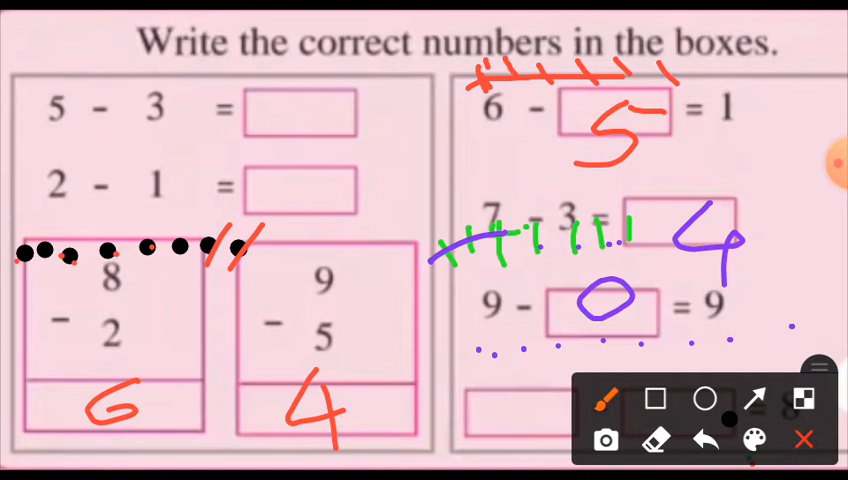 Write the correct numbers in the boxes.
5 - 3 =
2 - 1 =
8
- 2
6
9
- 5
4
6 - 5 = 1
7 - 3 = 4
9 - 0 = 9
= 8